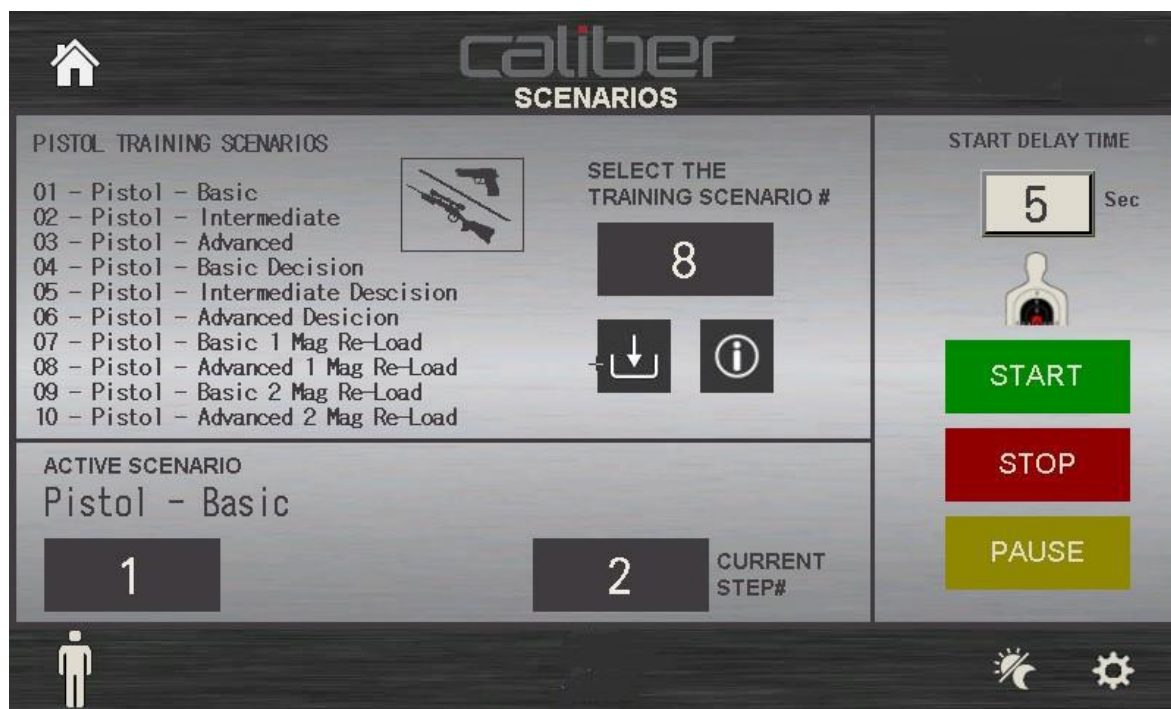 caliber
SCENARIOS
PISTOL TRAINING SCENARIOS
01 - Pistol - Basic
02 - Pistol - Intermediate
03 - Pistol - Advanced
04 - Pistol - Basic Decision
05 - Pistol - Intermediate Descision
06 - Pistol - Advanced Desicion
07 - Pistol - Basic 1 Mag Re-Load
08 - Pistol - Advanced 1 Mag Re-Load
09 - Pistol - Basic 2 Mag Re-Load
10 - Pistol - Advanced 2 Mag Re-Load
SELECT THE
TRAINING SCENARIO #
8
ACTIVE SCENARIO
Pistol - Basic
1
2
CURRENT
STEP#
START DELAY TIME
5 Sec
START
STOP
PAUSE